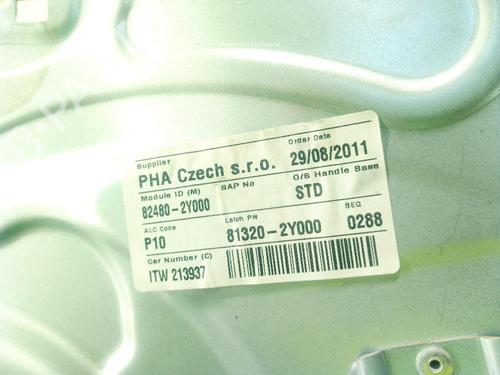 Supplier
PHA Czech s.r.o.
Order Date
29/08/2011
Module ID (M)
82480-2Y000
SAP No
O/S Handle Base
STD
ALC Code
P10
Latch PN
81320-2Y000
SEQ
0288
Car Number (C)
ITW 213937